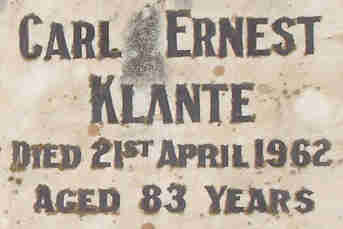 CARL ERNEST
KLANTE
DIED 21ST APRIL 1962
AGED 83 YEARS